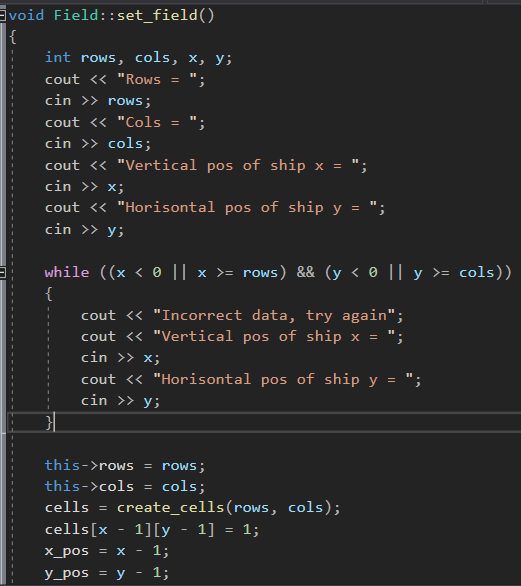 void Field::set_field()
{
int rows, cols, x, y;
cout << "Rows = ";
cin >> rows;
cout << "Cols = ";
cin >> cols;
cout << "Vertical pos of ship x = ";
cin >> x;
cout << "Horisontal pos of ship y = ";
cin >> y;
while ((x < 0 || x >= rows) && (y < 0 || y >= cols))
{
cout << "Incorrect data, try again";
cout << "Vertical pos of ship x = ";
cin >> x;
cout << "Horisontal pos of ship y = ";
cin >> y;
}
this->rows = rows;
this->cols = cols;
cells = create_cells(rows, cols);
cells[x - 1][y - 1] = 1;
x_pos = x - 1;
y_pos = y - 1;